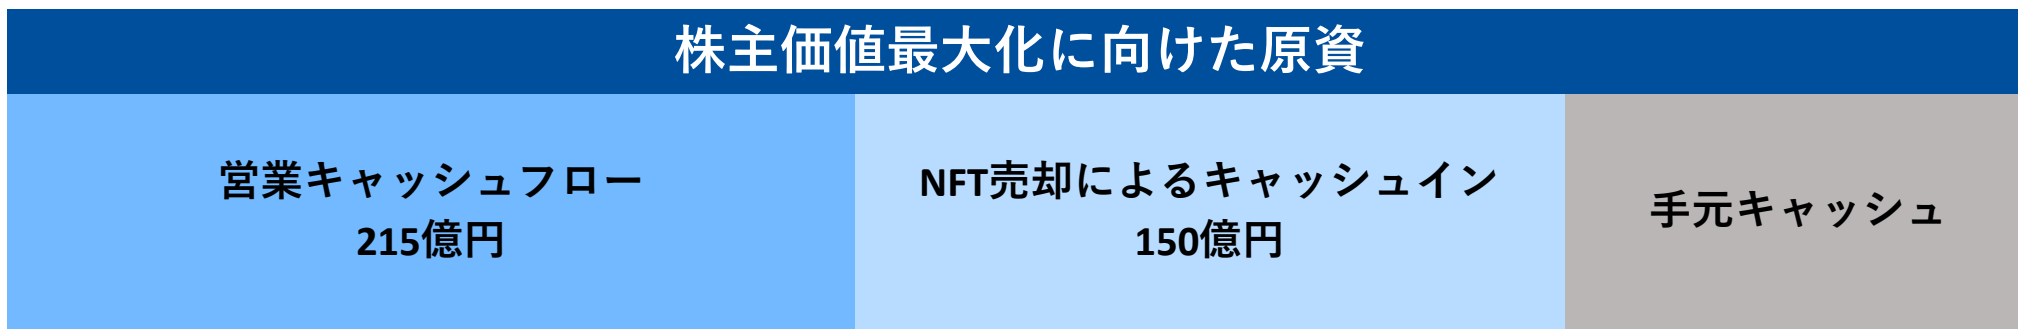 株主価値最大化に向けた原資
営業キャッシュフロー
215億円
NFT売却によるキャッシュイン
150億円
手元キャッシュ